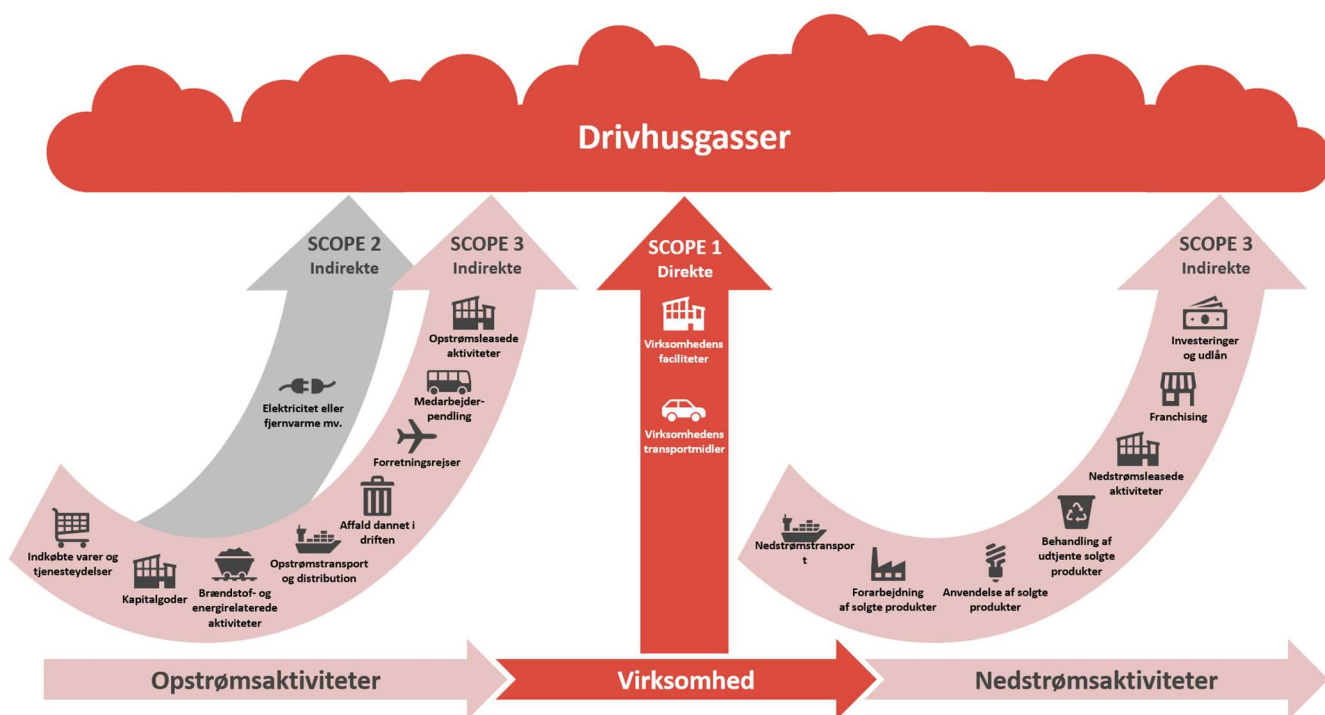 Drivhusgasser
SCOPE 2
Indirekte
Elektricitet eller
fjernvarme mv.
SCOPE 3
Indirekte
Opstrømsleasede
aktiviteter
Medarbejder-
pendling
Forretningsrejser
Affald dannet i
driften
Opstrømstransport
og distribution
Brændstof- og
energirelaterede
aktiviteter
Kapitalgoder
Indkøbte varer og
tjenesteydelser
SCOPE 1
Direkte
Virksomhedens
faciliteter
Virksomhedens
transportmidler
SCOPE 3
Indirekte
Investeringer
og udlån
Franchising
Nedstrømsleasede
aktiviteter
Behandling af
udtjente solgte
produkter
Anvendelse af solgte
produkter
Forarbejdning
af solgte produkter
Nedstrømstranspor
t
Opstrømsaktiviteter
Virksomhed
Nedstrømsaktiviteter